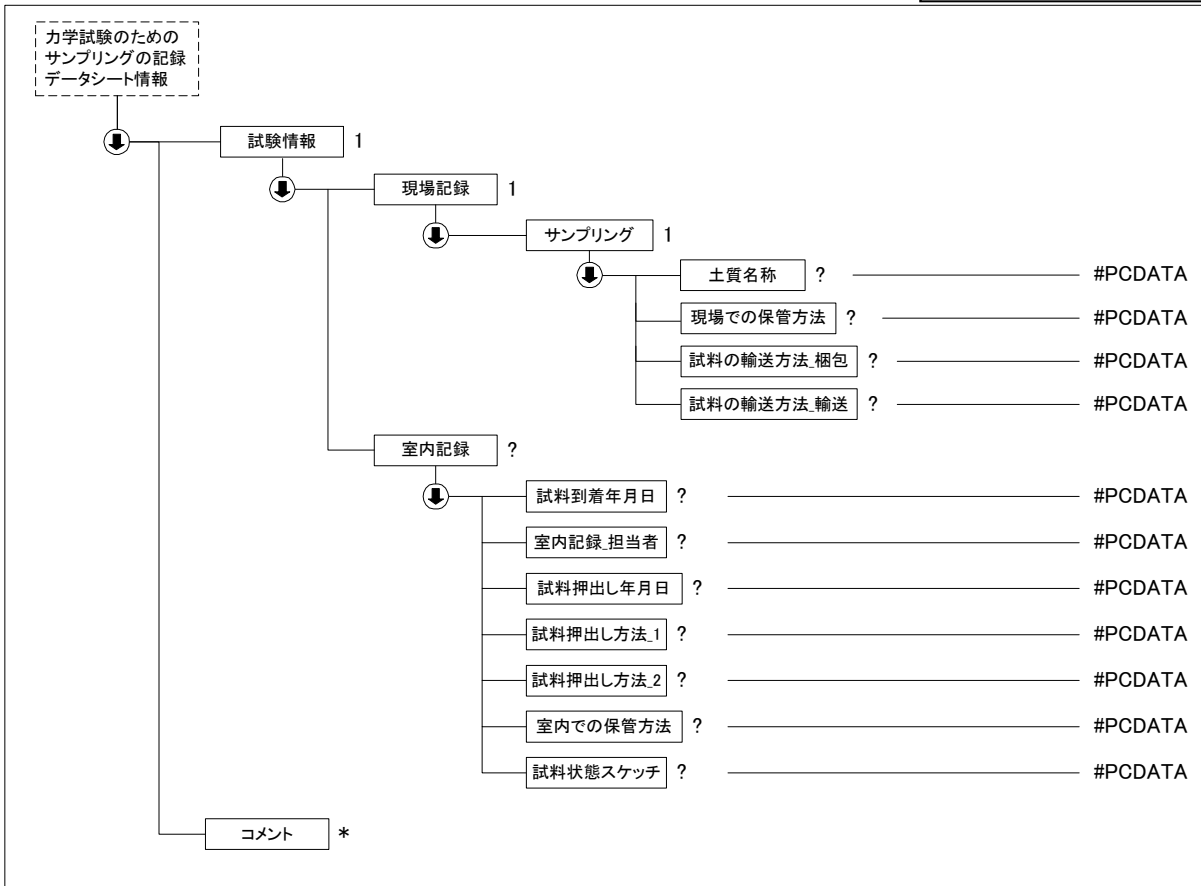 力学試験のための
サンプリングの記録
データシート情報
試験情報 1
現場記録 1
サンプリング 1
土質名称 ? #PCDATA
現場での保管方法 ? #PCDATA
試料の輸送方法_梱包 ? #PCDATA
試料の輸送方法_輸送 ? #PCDATA
室内記録 ?
試料到着年月日 ? #PCDATA
室内記録_担当者 ? #PCDATA
試料押出し年月日 ? #PCDATA
試料押出し方法_1 ? #PCDATA
試料押出し方法_2 ? #PCDATA
室内での保管方法 ? #PCDATA
試料状態スケッチ ? #PCDATA
コメント *